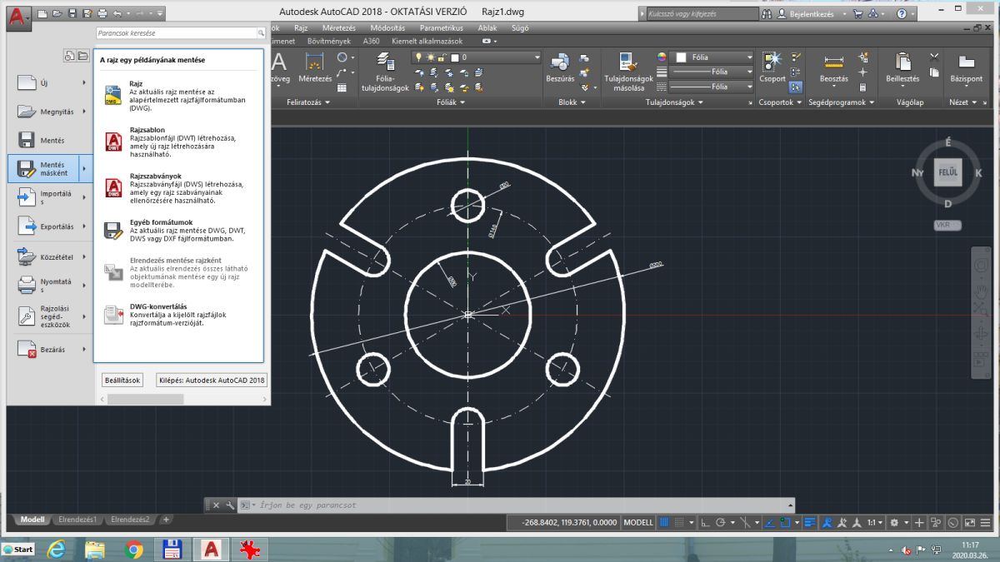 Autodesk AutoCAD 2018 - OKTATÁSI VERZIÓ Rajz1.dwg
Kulcsszó vagy kifejezés
Bejelentkezés
Rajz Méretezés Módosítás Parametrikus Ablak Súgó
Bővítmények A360 Kiemelt alkalmazások
Parancsok keresése
A rajz egy példányának mentése
Új
Megnyitás
Mentés
Mentés
másként
Importálá
s
Exportálás
Közzététel
Nyomtatá
s
Rajzolási
segéd-
eszközök
Bezárás
Rajz
Az aktuális rajz mentése az
alapértelmezett rajzfájlformátumban
(DWG).
Rajzsablon
Rajzsablonfájl (DWT) létrehozása,
amely új rajz létrehozására
használható.
Rajzszabványok
Rajzszabványfájl (DWS) létrehozása,
amely egy rajz szabványainak
ellenőrzésére használható.
Egyéb formátumok
Az aktuális rajz mentése DWG, DWT,
DWS vagy DXF fájlformátumban.
Elrendezés mentése rajzként
Az aktuális elrendezés összes látható
objektumának mentése egy új rajz
modellterébe.
DWG-konvertálás
Konvertálja a kijelölt rajzfájlok
rajzformátum-verzióját.
Beállítások
Kilépés: Autodesk AutoCAD 2018
Méretezés
Feliratozás
Fólia-
tulajdonságok
0
Fóliák
Beszúrás
Blokk
Tulajdonságok
másolása
Fólia
Fólia
Fólia
Tulajdonságok
Csoport
Csoportok
Beosztás
Segédprogramok
Beillesztés
Vágólap
Bázispont
Nézet
É
Ny
FELÜL
K
D
VKR
Y
X
Ø200
20
Írjon be egy parancsot
Modell Elrendezés1 Elrendezés2 +
-268.8402, 119.3761, 0.0000 MODELL
1:1
Start
11:17
2020.03.26.